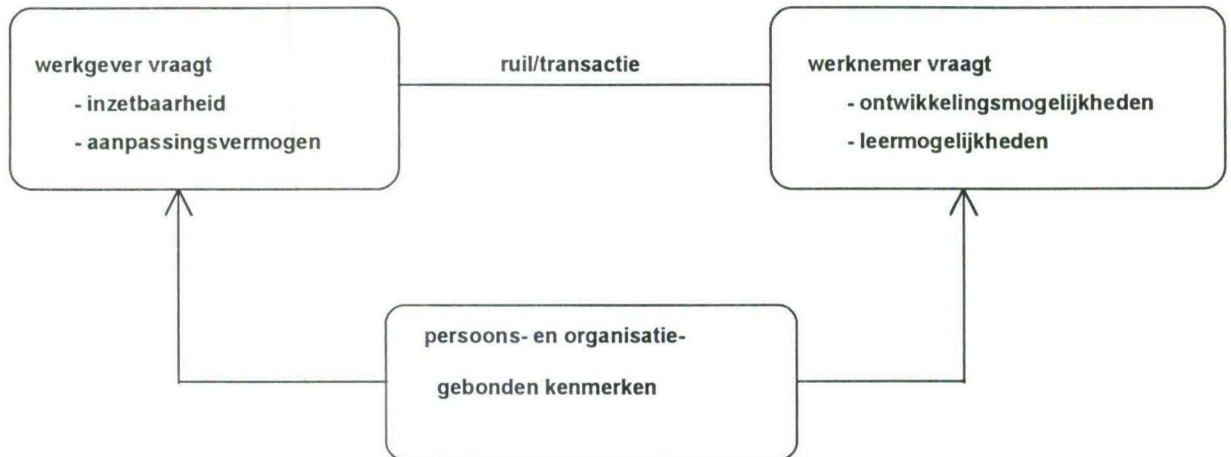 werkgever vraagt
- inzetbaarheid
- aanpassingsvermogen
ruil/transactie
werknemer vraagt
- ontwikkelingsmogelijkheden
- leermogelijkheden
persoons- en organisatie-
gebonden kenmerken